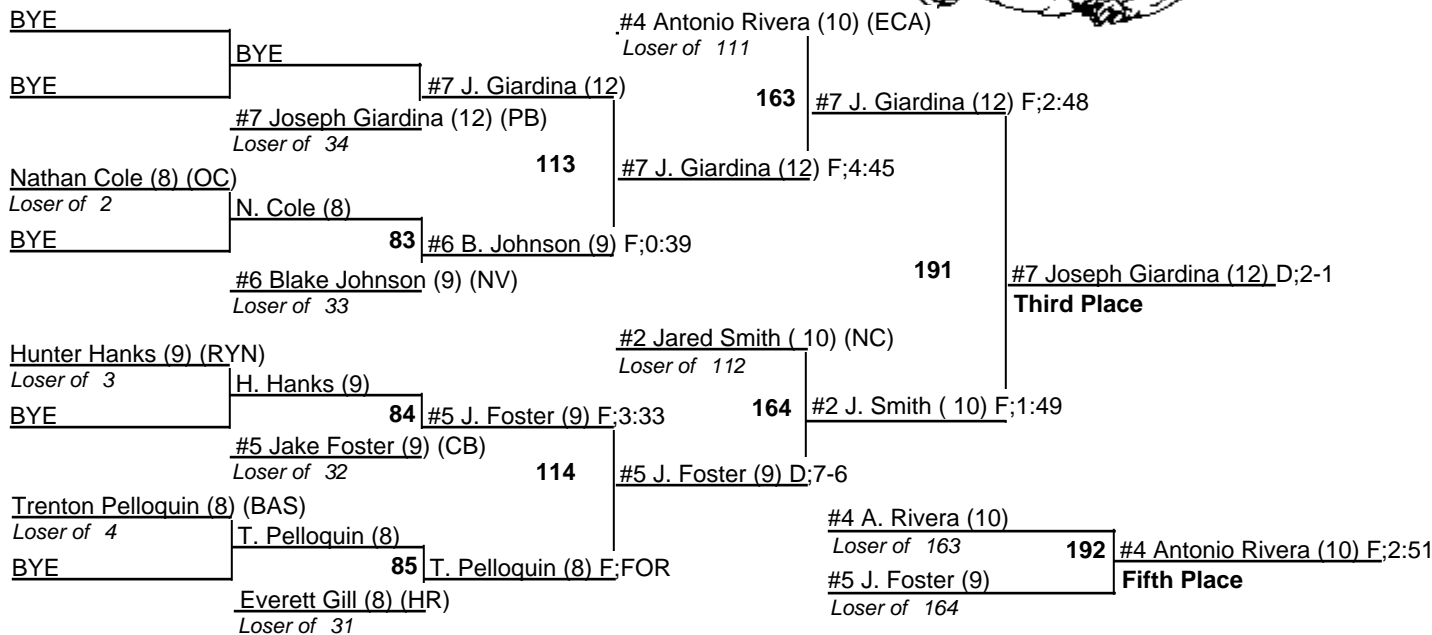 BYE
BYE
BYE
#7 J. Giardina (12)
#7 Joseph Giardina (12) (PB)
Loser of 34
113
Nathan Cole (8) (OC)
Loser of 2
N. Cole (8)
BYE
83
#6 B. Johnson (9) F;0:39
#6 Blake Johnson (9) (NV)
Loser of 33
#4 Antonio Rivera (10) (ECA)
Loser of 111
163
#7 J. Giardina (12) F;2:48
#7 J. Giardina (12) F;4:45
191
#7 Joseph Giardina (12) D;2-1
Third Place
Hunter Hanks (9) (RYN)
Loser of 3
H. Hanks (9)
BYE
84
#5 J. Foster (9) F;3:33
#5 Jake Foster (9) (CB)
Loser of 32
114
Trenton Pelloquin (8) (BAS)
Loser of 4
T. Pelloquin (8)
BYE
85
T. Pelloquin (8) F;FOR
Everett Gill (8) (HR)
Loser of 31
#2 Jared Smith ( 10) (NC)
Loser of 112
164
#2 J. Smith ( 10) F;1:49
#5 J. Foster (9) D;7-6
#4 A. Rivera (10)
Loser of 163
192
#4 Antonio Rivera (10) F;2:51
Fifth Place
#5 J. Foster (9)
Loser of 164